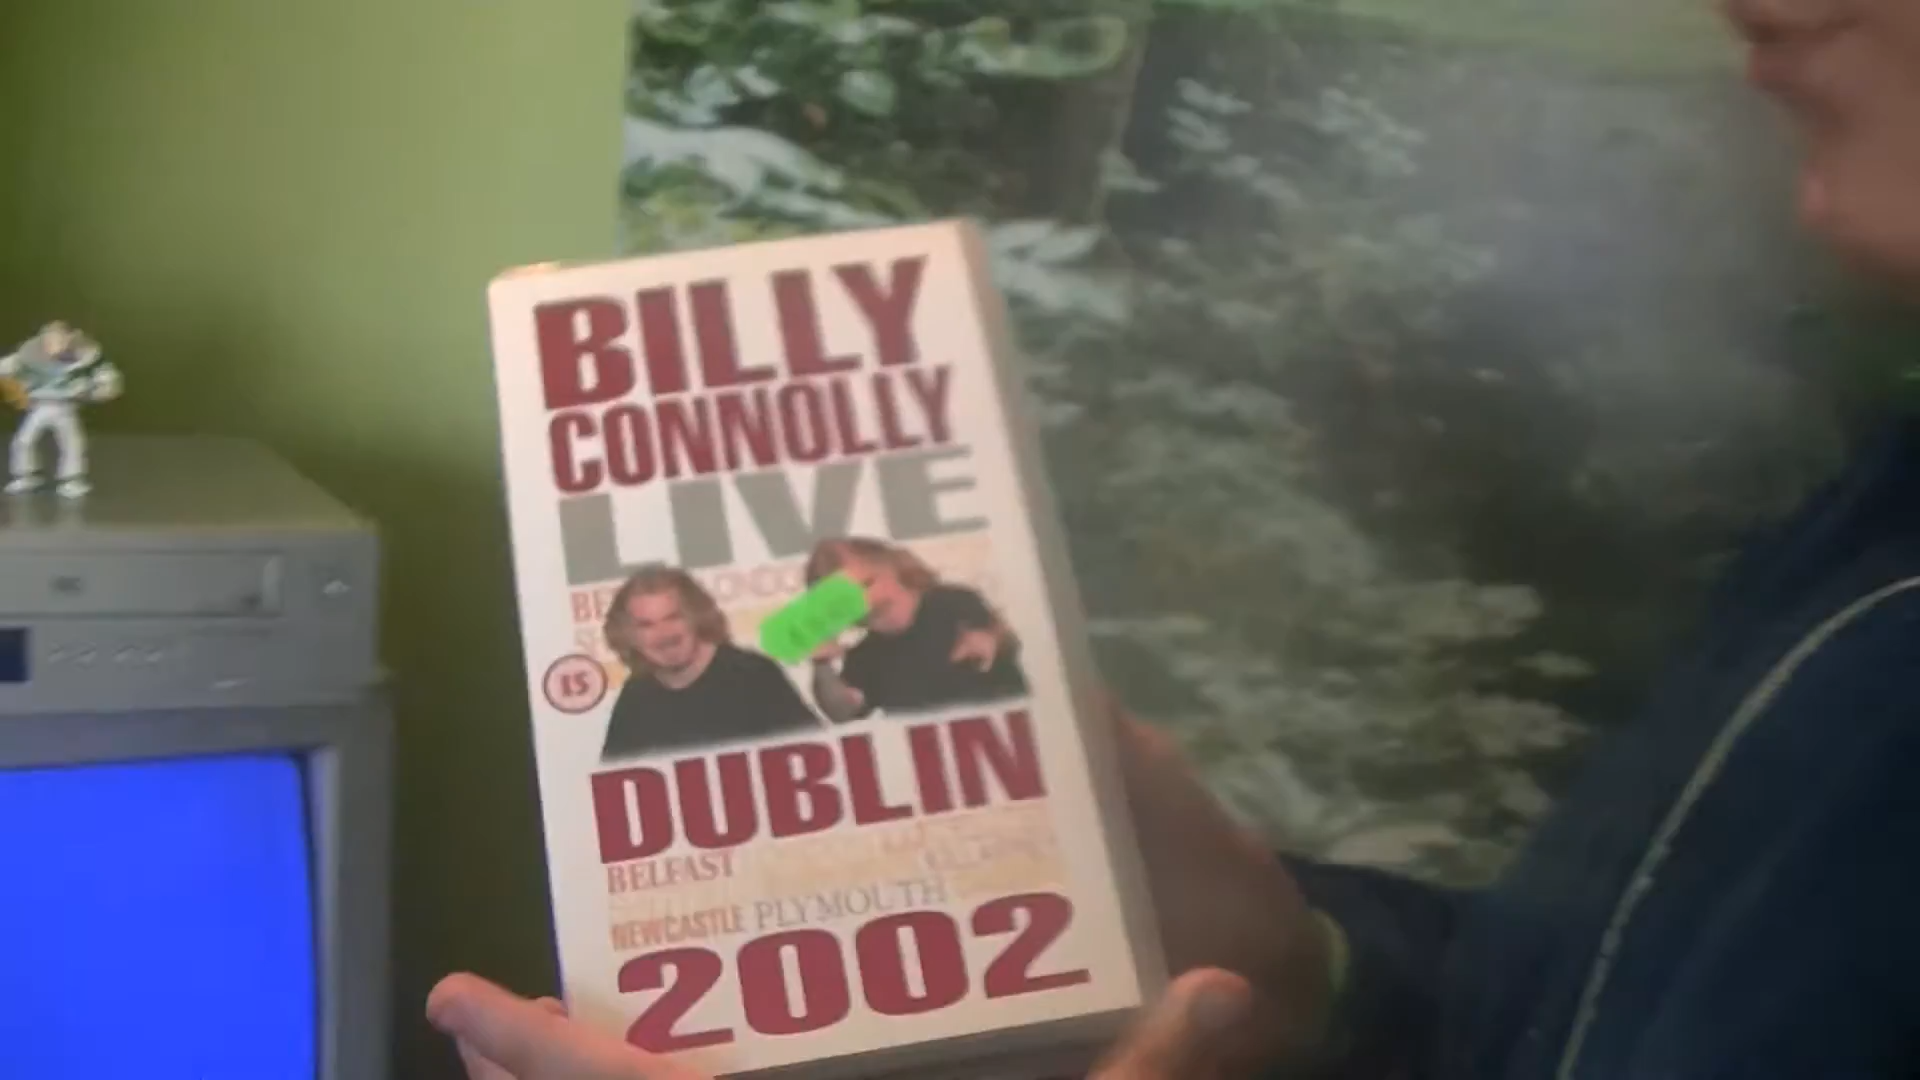 BILLY
CONNOLLY
LIVE
15
DUBLIN
BELFAST
NEWCASTLE PLYMOUTH
2002